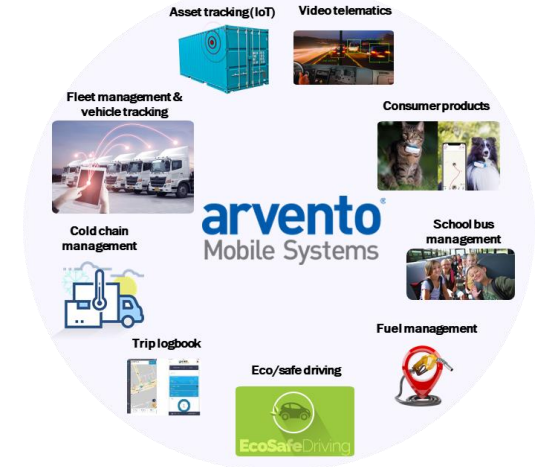 Asset tracking (IoT)
Video telematics
Fleet management &
vehicle tracking
Consumer products
arvento®
Mobile Systems
Cold chain
management
School bus
management
Trip logbook
Fuel management
Eco/safe driving
EcoSafeDriving